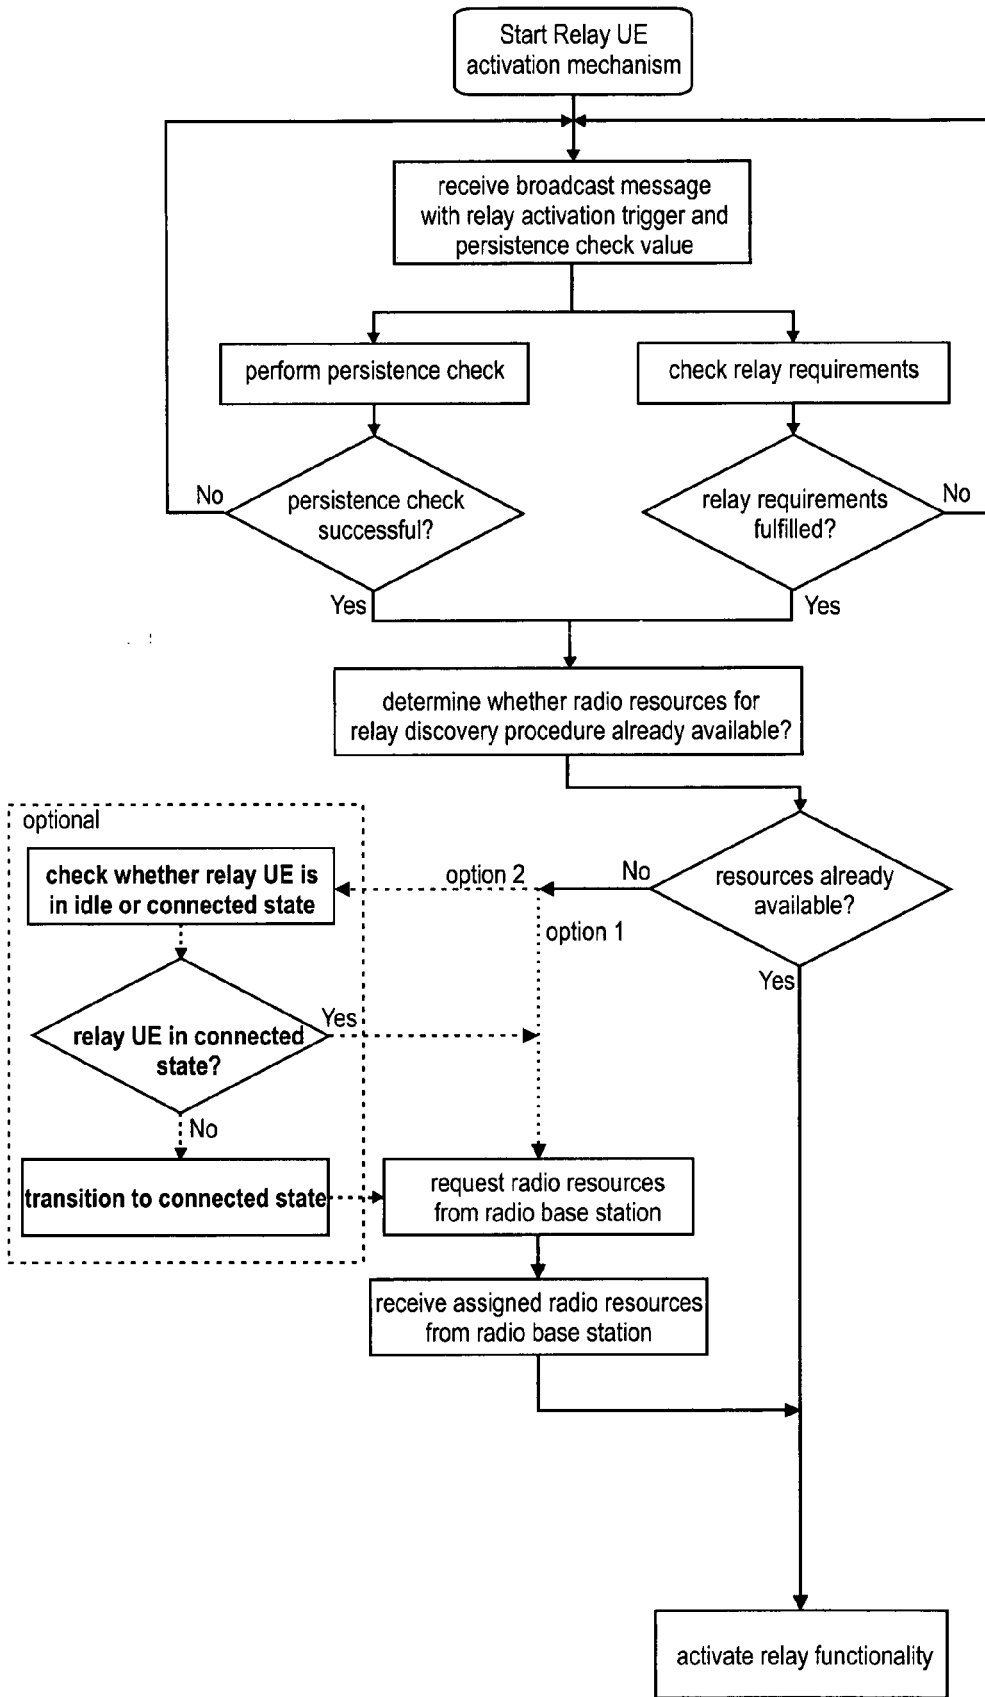 Start Relay UE
activation mechanism
receive broadcast message
with relay activation trigger and
persistence check value
perform persistence check
check relay requirements
No
persistence check
successful?
relay requirements
fulfilled?
No
Yes
Yes
determine whether radio resources for
relay discovery procedure already available?
optional
check whether relay UE is
in idle or connected state
option 2
No
resources already
available?
option 1
Yes
relay UE in connected
state?
Yes
No
transition to connected state
request radio resources
from radio base station
receive assigned radio resources
from radio base station
activate relay functionality